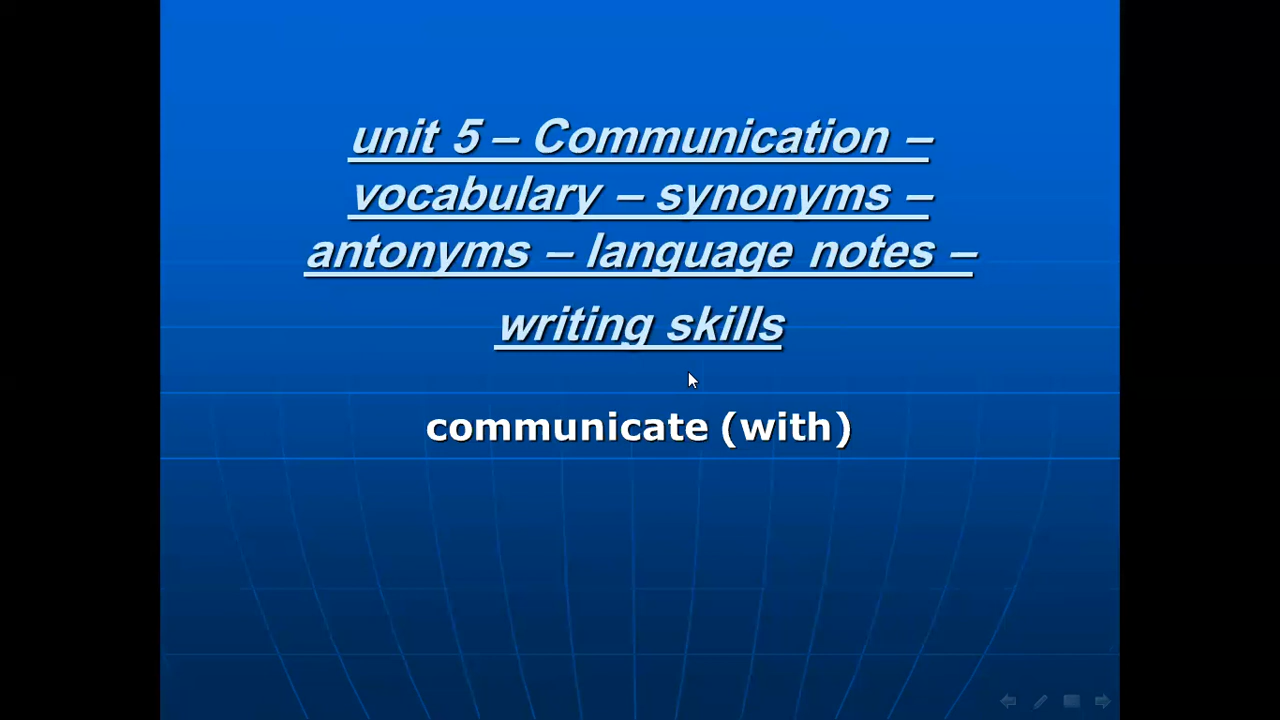 unit 5 – Communication –
vocabulary – synonyms –
antonyms – language notes –
writing skills
communicate (with)